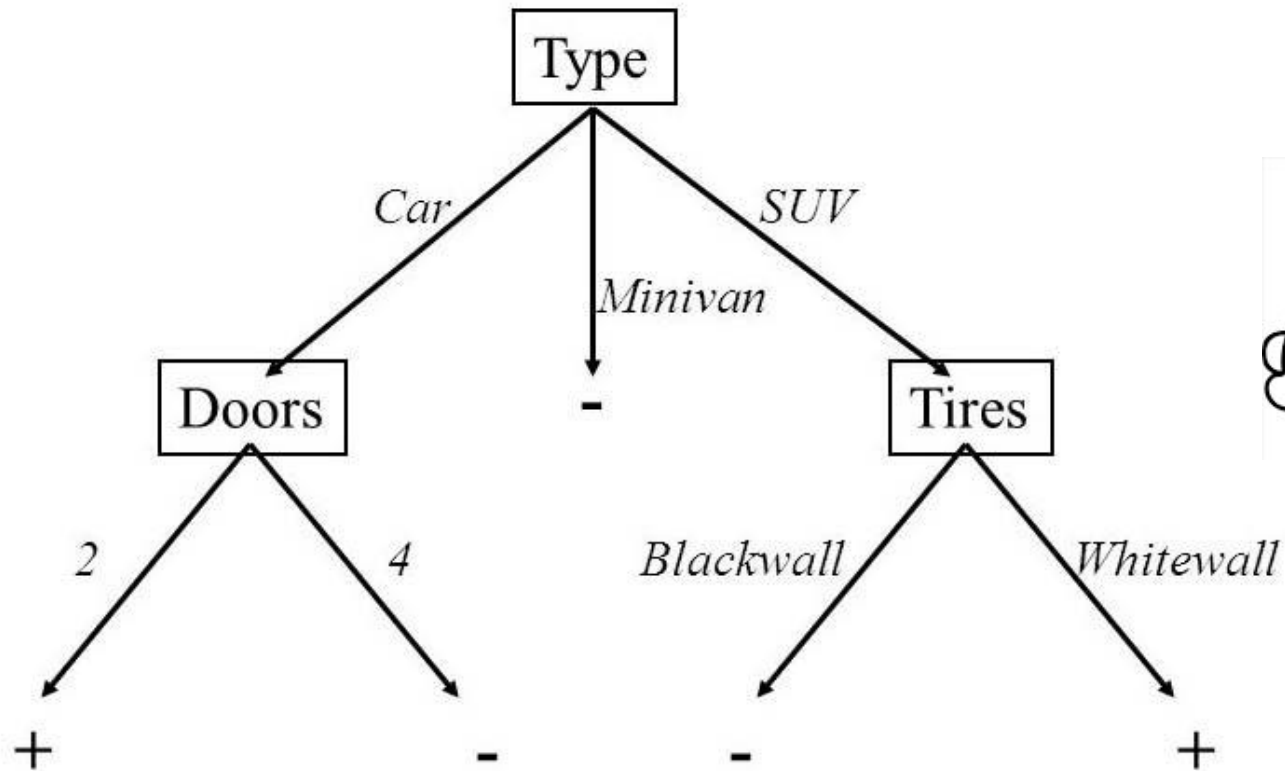 Type
Car
SUV
Minivan
Doors
-
Tires
2
4
Blackwall
Whitewall
+
-
-
+